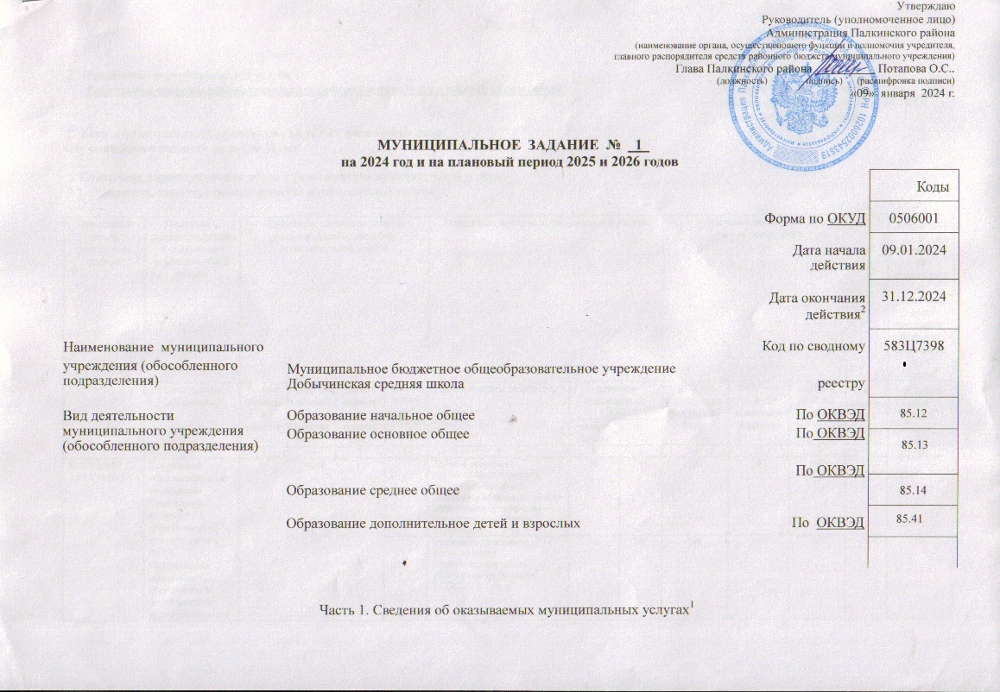 Утверждаю
Руководитель (уполномоченное лицо)
Администрация Палкинского района
(наименование органа, осуществляющего функции и полномочия учредителя,
главного распорядителя средств районного бюджета, муниципального учреждения)
Глава Палкинского района Потапова О.С..
(должность) (подпись) (расшифровка подписи)
«09» января 2024 г.
МУНИЦИПАЛЬНОЕ ЗАДАНИЕ № 1
на 2024 год и на плановый период 2025 и 2026 годов
Коды
Форма по ОКУД 0506001
Дата начала 09.01.2024
действия
Дата окончания 31.12.2024
действия2
Наименование муниципального Код по сводному 583Ц7398
учреждения (обособленного Муниципальное бюджетное общеобразовательное учреждение
подразделения) Добычинская средняя школа реестру
Вид деятельности Образование начальное общее По ОКВЭД 85.12
муниципального учреждения Образование основное общее По ОКВЭД
(обособленного подразделения) 85.13
По ОКВЭД
Образование среднее общее 85.14
Образование дополнительное детей и взрослых По ОКВЭД 85.41
Часть 1. Сведения об оказываемых муниципальных услугах1